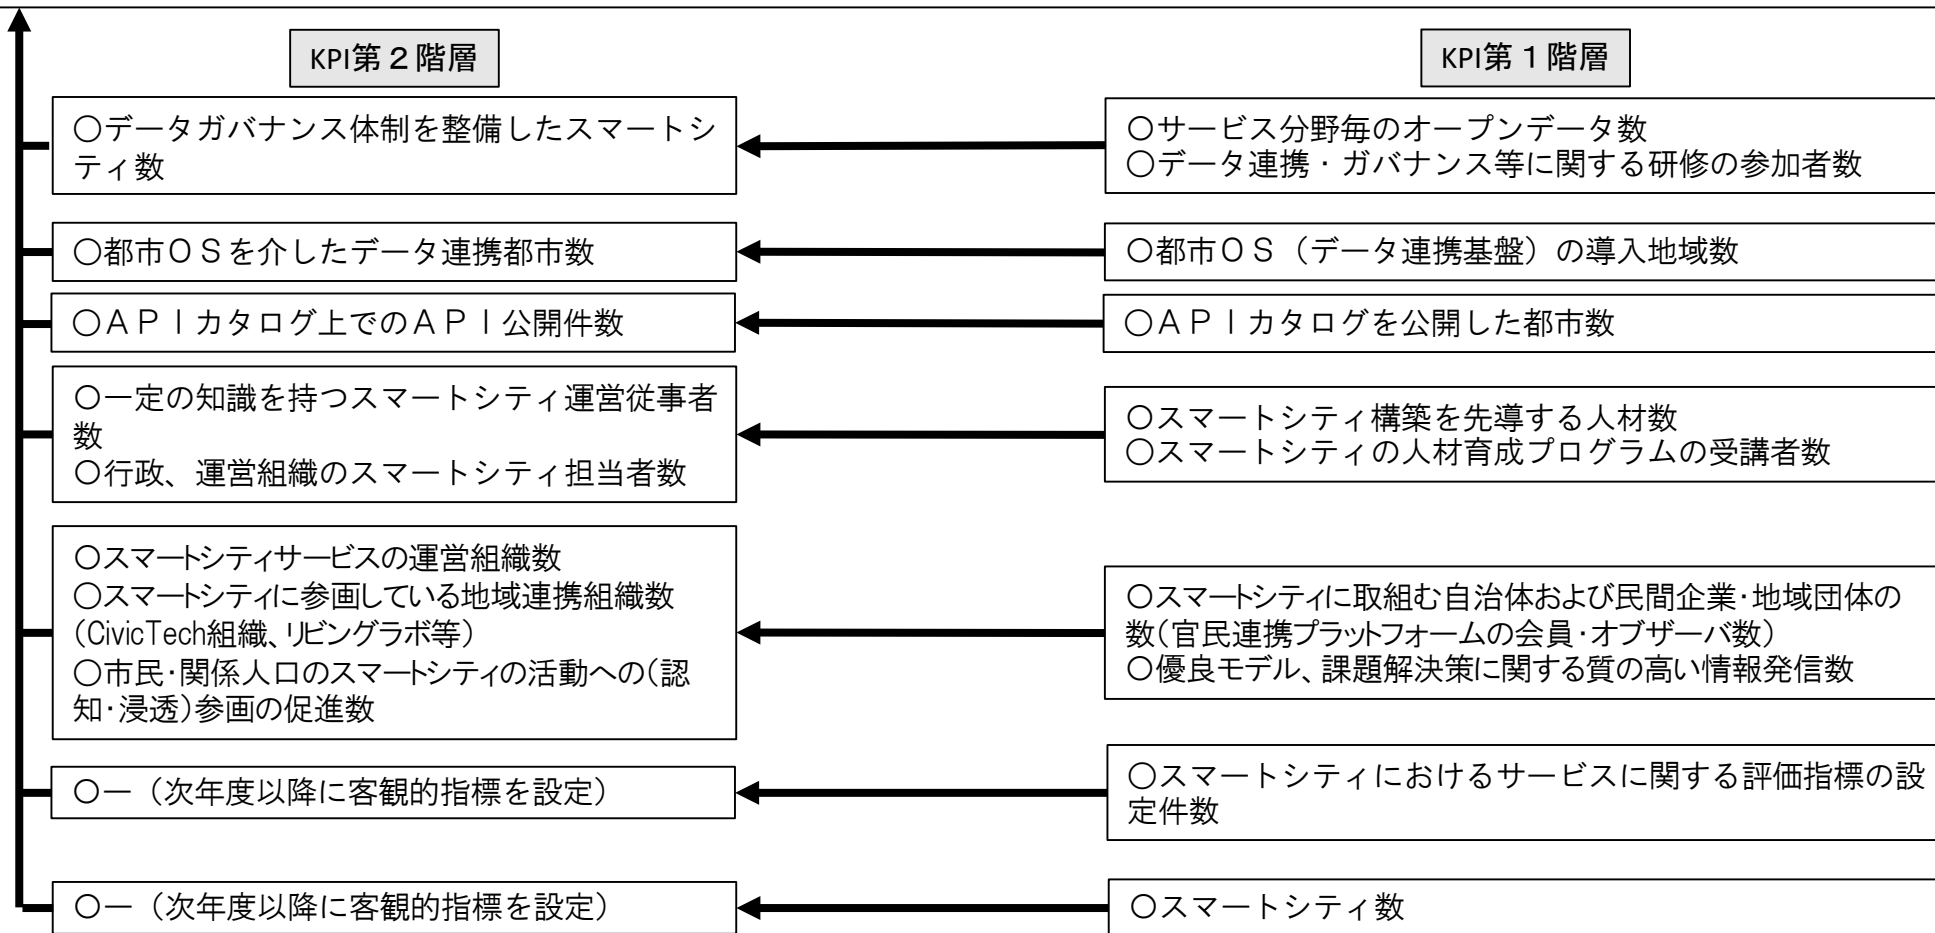 KPI第２階層
KPI第１階層
○データガバナンス体制を整備したスマートシ
ティ数
○サービス分野毎のオープンデータ数
○データ連携・ガバナンス等に関する研修の参加者数
○都市ＯＳを介したデータ連携都市数
○都市ＯＳ（データ連携基盤）の導入地域数
○ＡＰＩカタログ上でのＡＰＩ公開件数
○ＡＰＩカタログを公開した都市数
○一定の知識を持つスマートシティ運営従事者
数
○行政、運営組織のスマートシティ担当者数
○スマートシティ構築を先導する人材数
○スマートシティの人材育成プログラムの受講者数
○スマートシティサービスの運営組織数
○スマートシティに参画している地域連携組織数
（CivicTech組織、リビングラボ等）
○市民・関係人口のスマートシティの活動への（認
知・浸透）参画の促進数
○スマートシティに取組む自治体および民間企業・地域団体の
数（官民連携プラットフォームの会員・オブザーバ数）
○優良モデル、課題解決策に関する質の高い情報発信数
○ー（次年度以降に客観的指標を設定）
○スマートシティにおけるサービスに関する評価指標の設
定件数
○ー（次年度以降に客観的指標を設定）
○スマートシティ数